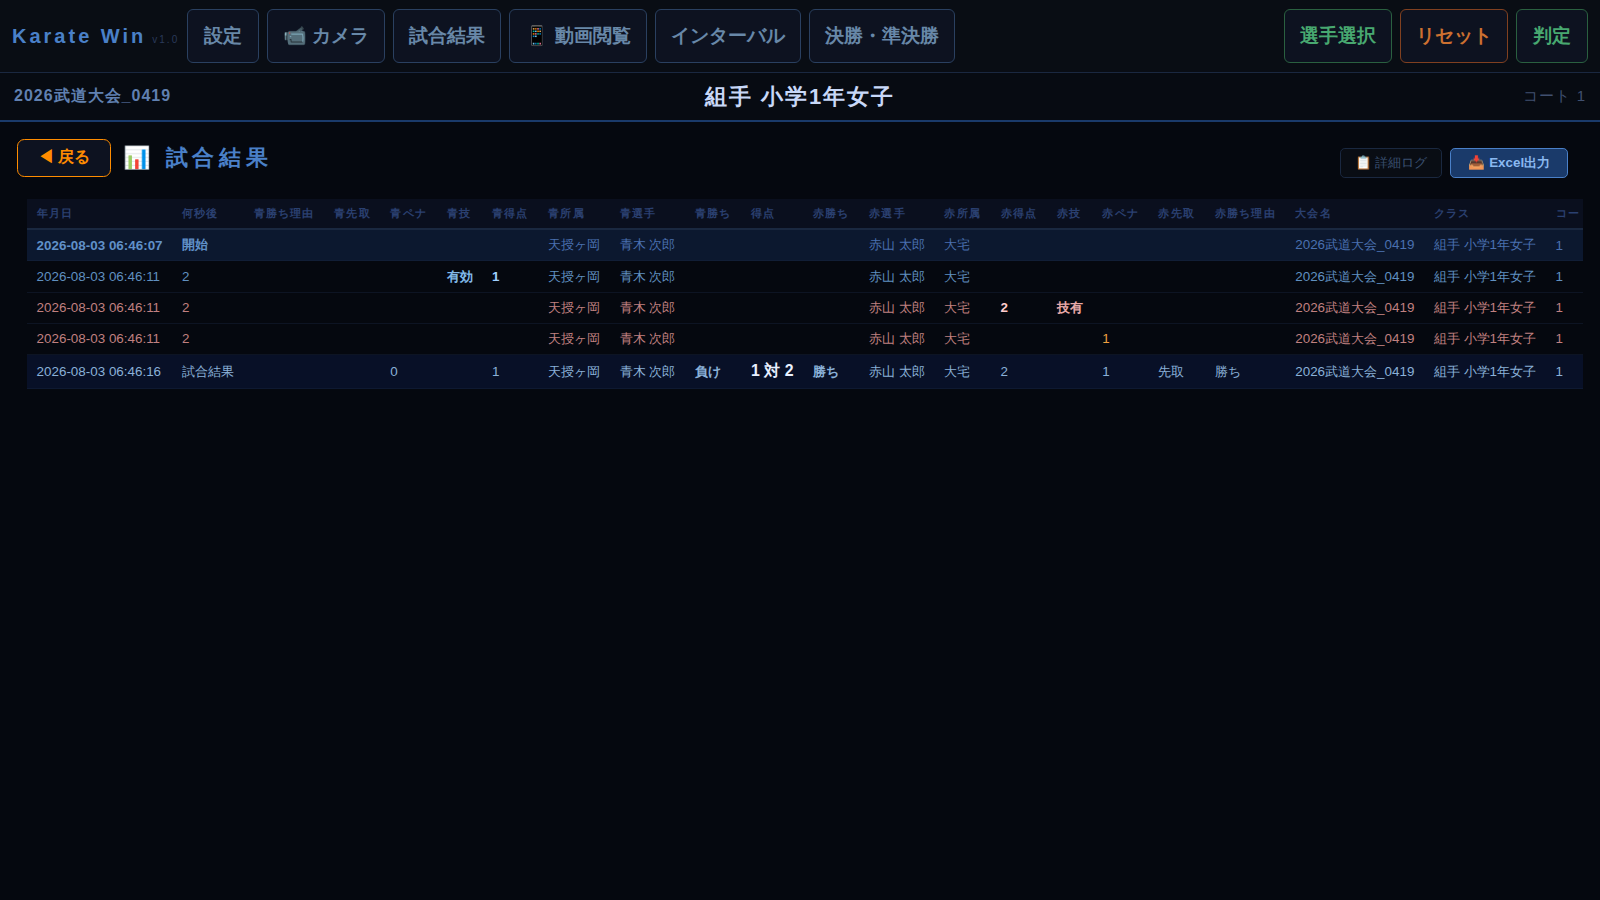 Karate Win v1.0 設定 📹 カメラ 試合結果 📱 動画閲覧 インターバル 決勝・準決勝 選手選択 リセット 判定
2026武道大会_0419 組手 小学1年女子 コート 1
◀ 戻る 📊 試合結果 📋 詳細ログ 📥 Excel出力
年月日 何秒後 青勝ち理由 青先取 青ペナ 青技 青得点 青所属 青選手 青勝ち 得点 赤勝ち 赤選手 赤所属 赤得点 赤技 赤ペナ 赤先取 赤勝ち理由 大会名 クラス コー
2026-08-03 06:46:07 開始 天授ヶ岡 青木 次郎 赤山 太郎 大宅 2026武道大会_0419 組手 小学1年女子 1
2026-08-03 06:46:11 2 有効 1 天授ヶ岡 青木 次郎 赤山 太郎 大宅 2026武道大会_0419 組手 小学1年女子 1
2026-08-03 06:46:11 2 天授ヶ岡 青木 次郎 赤山 太郎 大宅 2 技有 2026武道大会_0419 組手 小学1年女子 1
2026-08-03 06:46:11 2 天授ヶ岡 青木 次郎 赤山 太郎 大宅 1 2026武道大会_0419 組手 小学1年女子 1
2026-08-03 06:46:16 試合結果 0 1 天授ヶ岡 青木 次郎 負け 1 対 2 勝ち 赤山 太郎 大宅 2 1 先取 勝ち 2026武道大会_0419 組手 小学1年女子 1